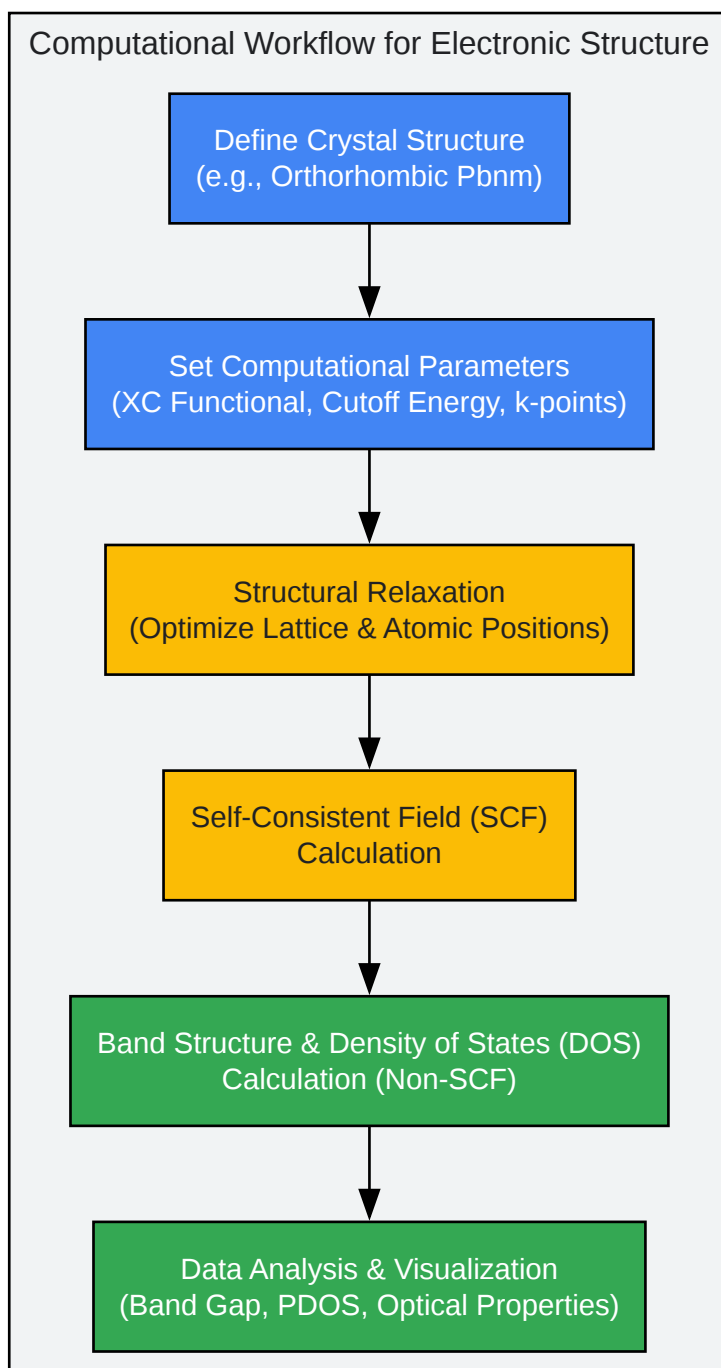 Computational Workflow for Electronic Structure
Define Crystal Structure
(e.g., Orthorhombic Pbnm)
Set Computational Parameters
(XC Functional, Cutoff Energy, k-points)
Structural Relaxation
(Optimize Lattice & Atomic Positions)
Self-Consistent Field (SCF)
Calculation
Band Structure & Density of States (DOS)
Calculation (Non-SCF)
Data Analysis & Visualization
(Band Gap, PDOS, Optical Properties)